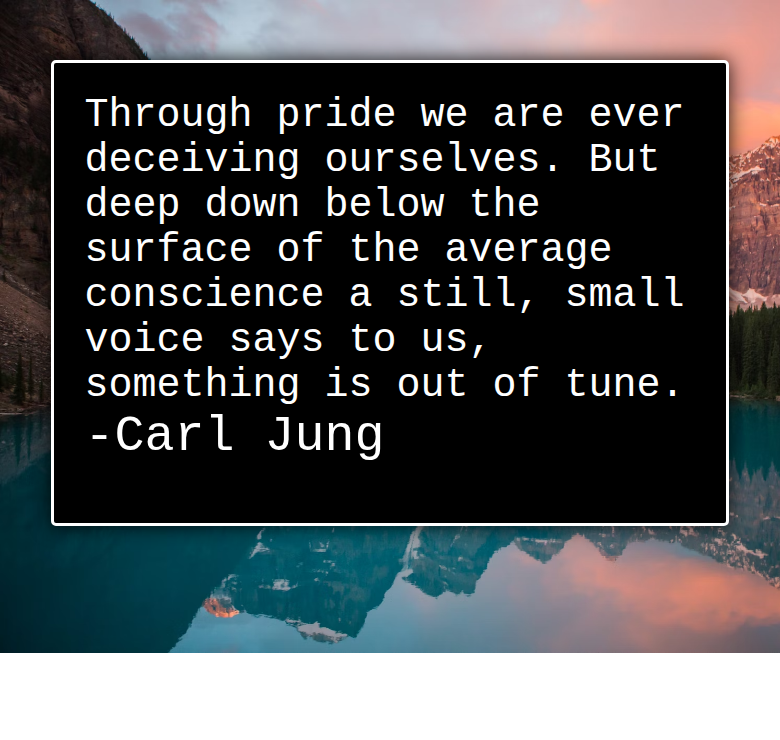 Through pride we are ever
deceiving ourselves. But
deep down below the
surface of the average
conscience a still, small
voice says to us,
something is out of tune.
-Carl Jung